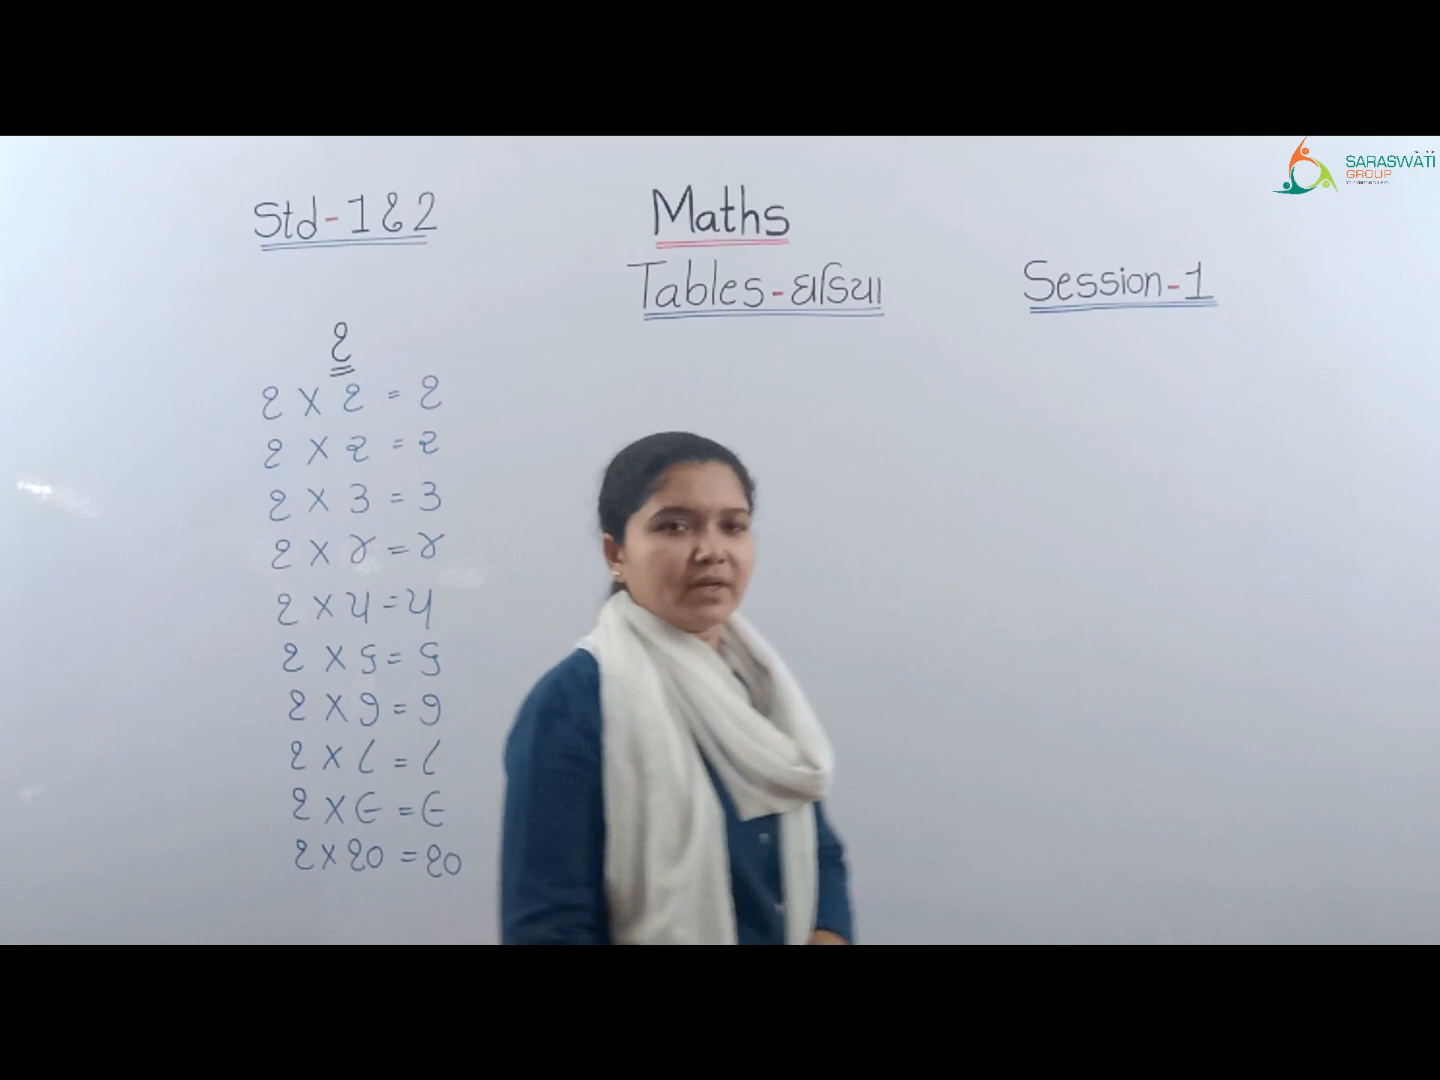 SARASWATI
GROUP
Std-1&2
Maths
Tables-ઘડિયા
Session-1
૧
૧ X ૧ = ૧
૧ X ૨ = ૨
૧ X ૩ = ૩
૧ X ૪ = ૪
૧ X ૫ = ૫
૧ X ૬ = ૬
૧ X ૭ = ૭
૧ X ૮ = ૮
૧ X ૯ = ૯
૧ X ૧૦ = ૧૦